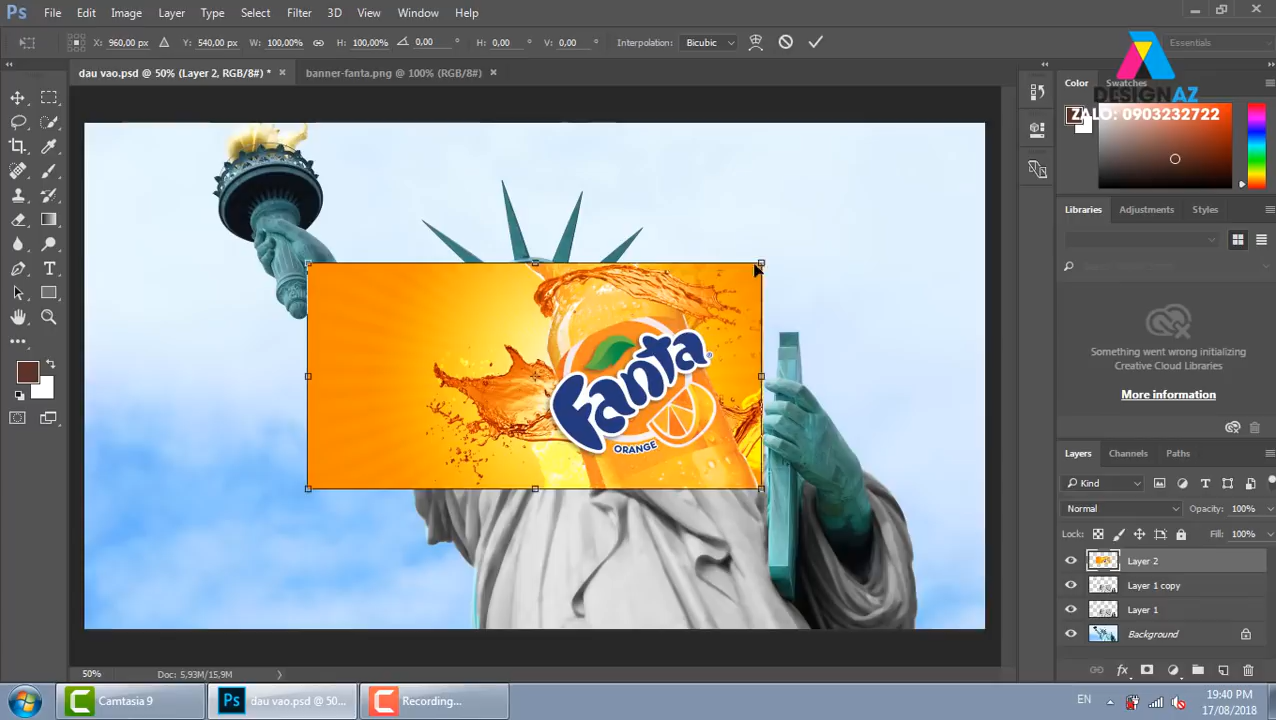 Ps File Edit Image Layer Type Select Filter 3D View Window Help
X: 960,00 px Y: 540,00 px W: 100,00% H: 100,00% 0,00 ° H: 0,00 ° V: 0,00 ° Interpolation: Bicubic Essentials
dau vao.psd @ 50% (Layer 2, RGB/8#) * banner-fanta.png @ 100% (RGB/8#)
Color Swatches
DESIGNAZ
ZALO: 0903232722
Libraries Adjustments Styles
Something went wrong initializing
Creative Cloud Libraries
More information
Fanta
ORANGE
Layers Channels Paths
Kind
Normal Opacity: 100%
Lock: Fill: 100%
Layer 2
Layer 1 copy
Layer 1
Background
50% Doc: 5,93M/15,9M
Camtasia 9 Ps dau vao.psd @ 50... Recording... EN 19:40 PM
17/08/2018